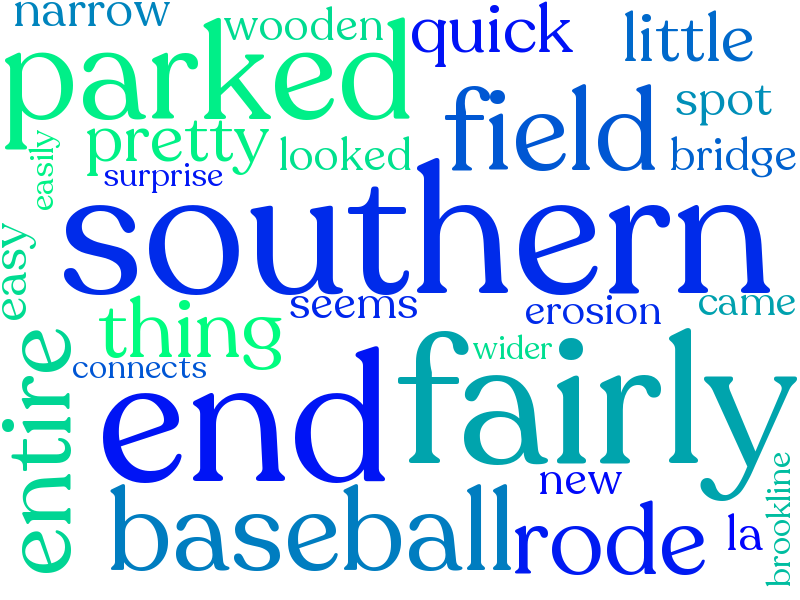 narrow
wooden
quick
little
parked
spot
field
pretty
looked
bridge
easily
surprise
southern
easy
seems
erosion
came
thing
wider
connects
fairly
entire
end
new
baseball
rode
la
brookline